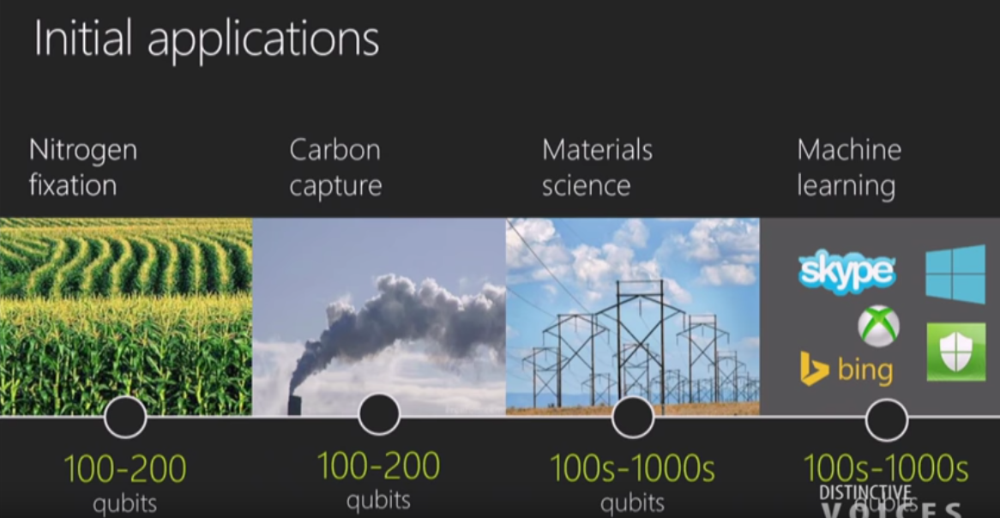 Initial applications
Nitrogen
fixation
Carbon
capture
Materials
science
Machine
learning
skype
bing
100-200
qubits
100-200
qubits
100s-1000s
qubits
100s-1000s
qubits
DISTINCTIVE
VOICES